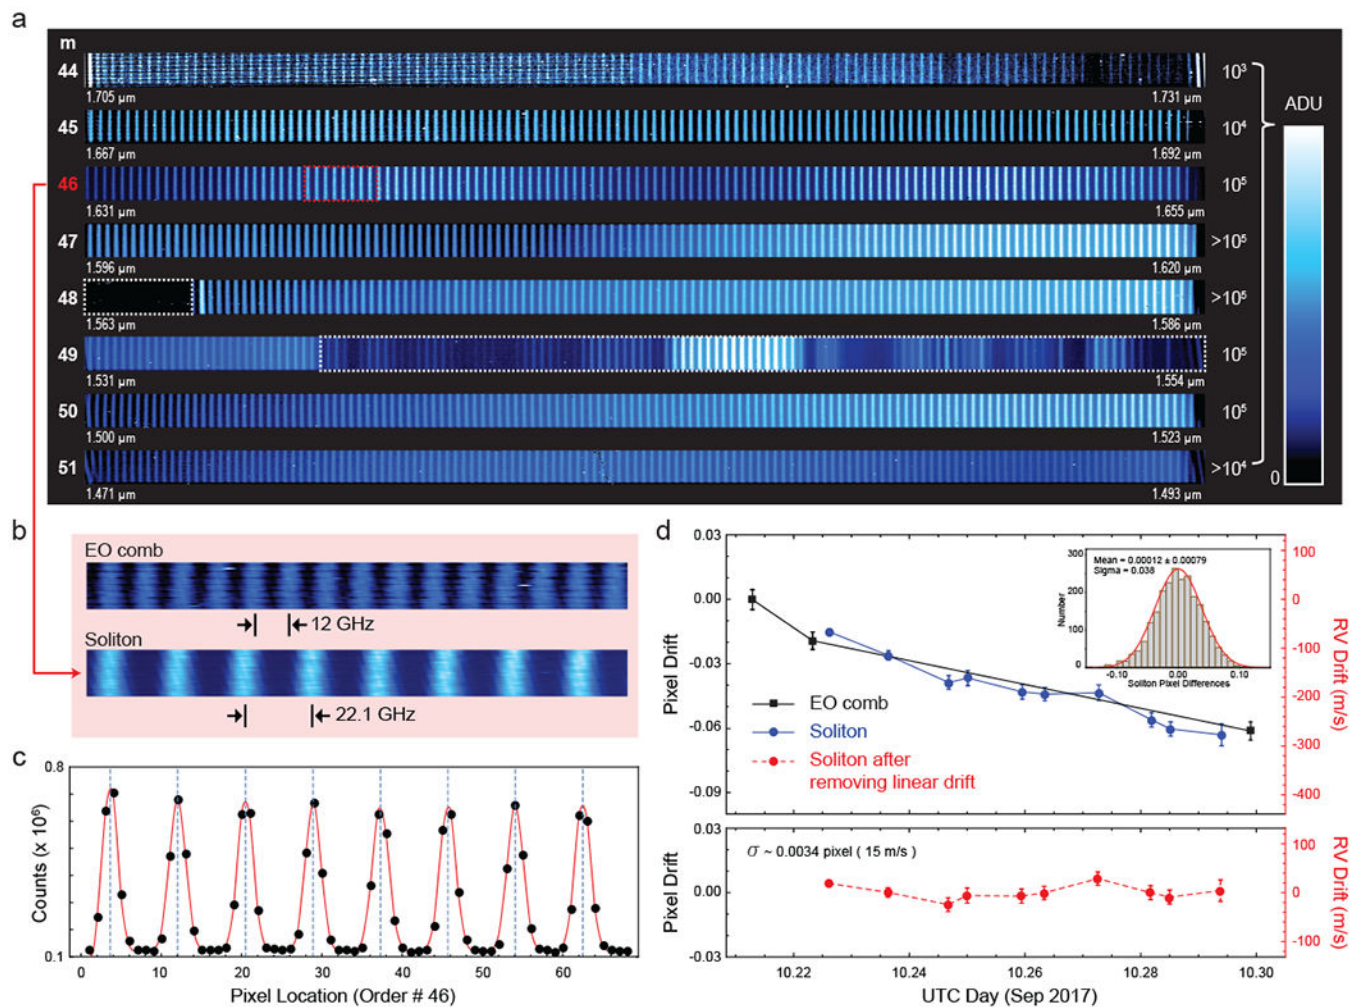 a
m
44
1.705 µm
1.731 µm
10³
45
1.667 µm
1.692 µm
10⁴
46
1.631 µm
1.655 µm
10⁵
47
1.596 µm
1.620 µm
>10⁵
48
1.563 µm
1.586 µm
>10⁵
49
1.531 µm
1.554 µm
10⁵
50
1.500 µm
1.523 µm
10⁵
51
1.471 µm
1.493 µm
>10⁴
ADU
0
b
EO comb
12 GHz
Soliton
22.1 GHz
c
0.8
Counts (x 10⁶)
0.1
0 10 20 30 40 50 60
Pixel Location (Order # 46)
d
0.03
0.00
-0.03
-0.06
-0.09
Pixel Drift
100
0
-100
-200
-300
-400
RV Drift (m/s)
EO comb
Soliton
Soliton after
removing linear drift
Mean = 0.00012 ± 0.00079
Sigma = 0.038
300
200
100
0
Number
-0.10 0.00 0.10
Soliton Pixel Differences
0.03
0.00
-0.03
Pixel Drift
σ ~ 0.0034 pixel ( 15 m/s )
100
0
-100
RV Drift (m/s)
10.22 10.24 10.26 10.28 10.30
UTC Day (Sep 2017)